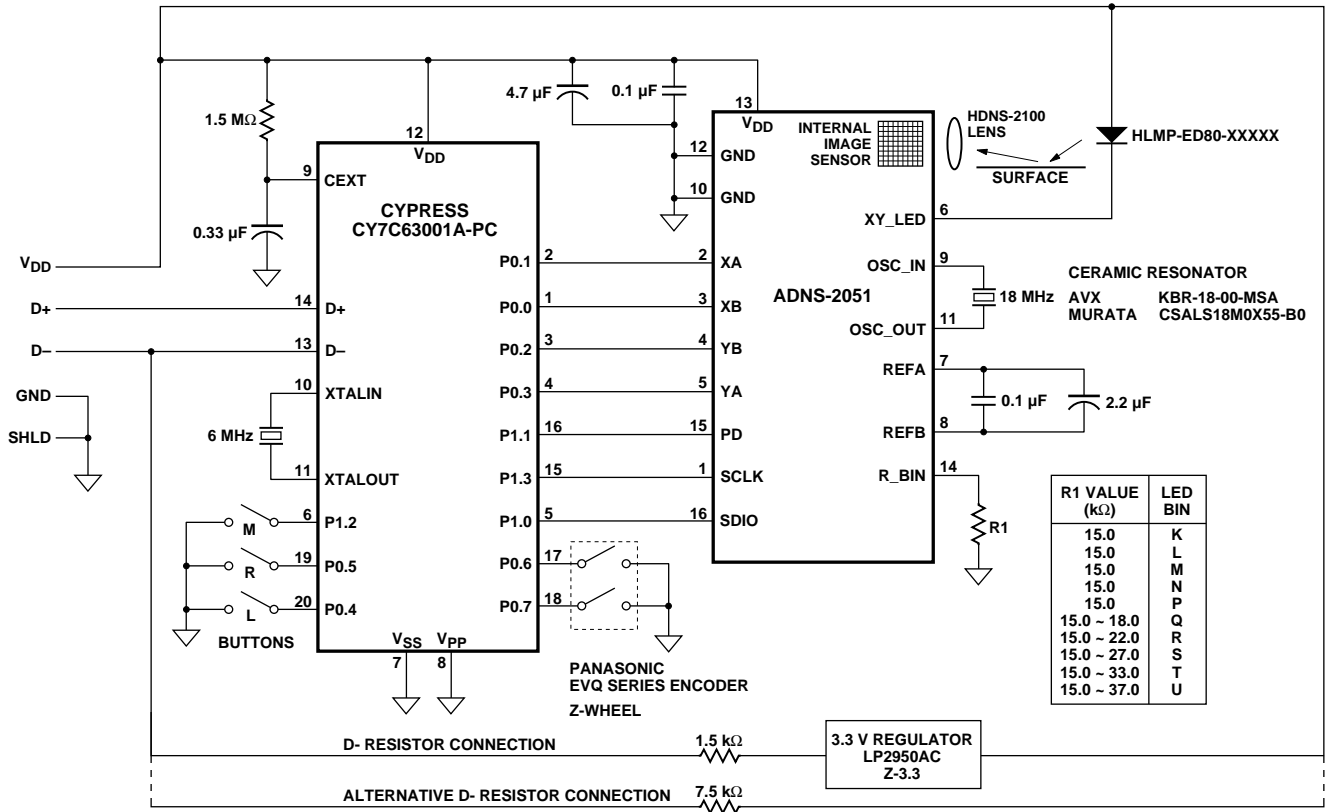 4.7 µF
0.1 µF
1.5 MΩ
12
VDD
9
CEXT
0.33 µF
CYPRESS
CY7C63001A-PC
VDD
D+
14
D+
D–
13
D–
GND
SHLD
10
XTALIN
6 MHz
11
XTALOUT
M
6
P1.2
R
19
P0.5
L
20
P0.4
BUTTONS
VSS
7
VPP
8
P0.1
2
P0.0
1
P0.2
3
P0.3
4
P1.1
16
P1.3
15
P1.0
5
P0.6
17
P0.7
18
PANASONIC
EVQ SERIES ENCODER
Z-WHEEL
13
VDD
INTERNAL
IMAGE
SENSOR
12
GND
10
GND
ADNS-2051
2
XA
3
XB
4
YB
5
YA
15
PD
1
SCLK
16
SDIO
HDNS-2100
LENS
SURFACE
HLMP-ED80-XXXXX
XY_LED
6
OSC_IN
9
18 MHz
OSC_OUT
11
CERAMIC RESONATOR
AVX KBR-18-00-MSA
MURATA CSALS18M0X55-B0
REFA
7
0.1 µF
2.2 µF
REFB
8
R_BIN
14
R1
R1 VALUE (kΩ) LED BIN
15.0 K
15.0 L
15.0 M
15.0 N
15.0 P
15.0 ~ 18.0 Q
15.0 ~ 22.0 R
15.0 ~ 27.0 S
15.0 ~ 33.0 T
15.0 ~ 37.0 U
D- RESISTOR CONNECTION
1.5 kΩ
3.3 V REGULATOR
LP2950AC
Z-3.3
ALTERNATIVE D- RESISTOR CONNECTION
7.5 kΩ